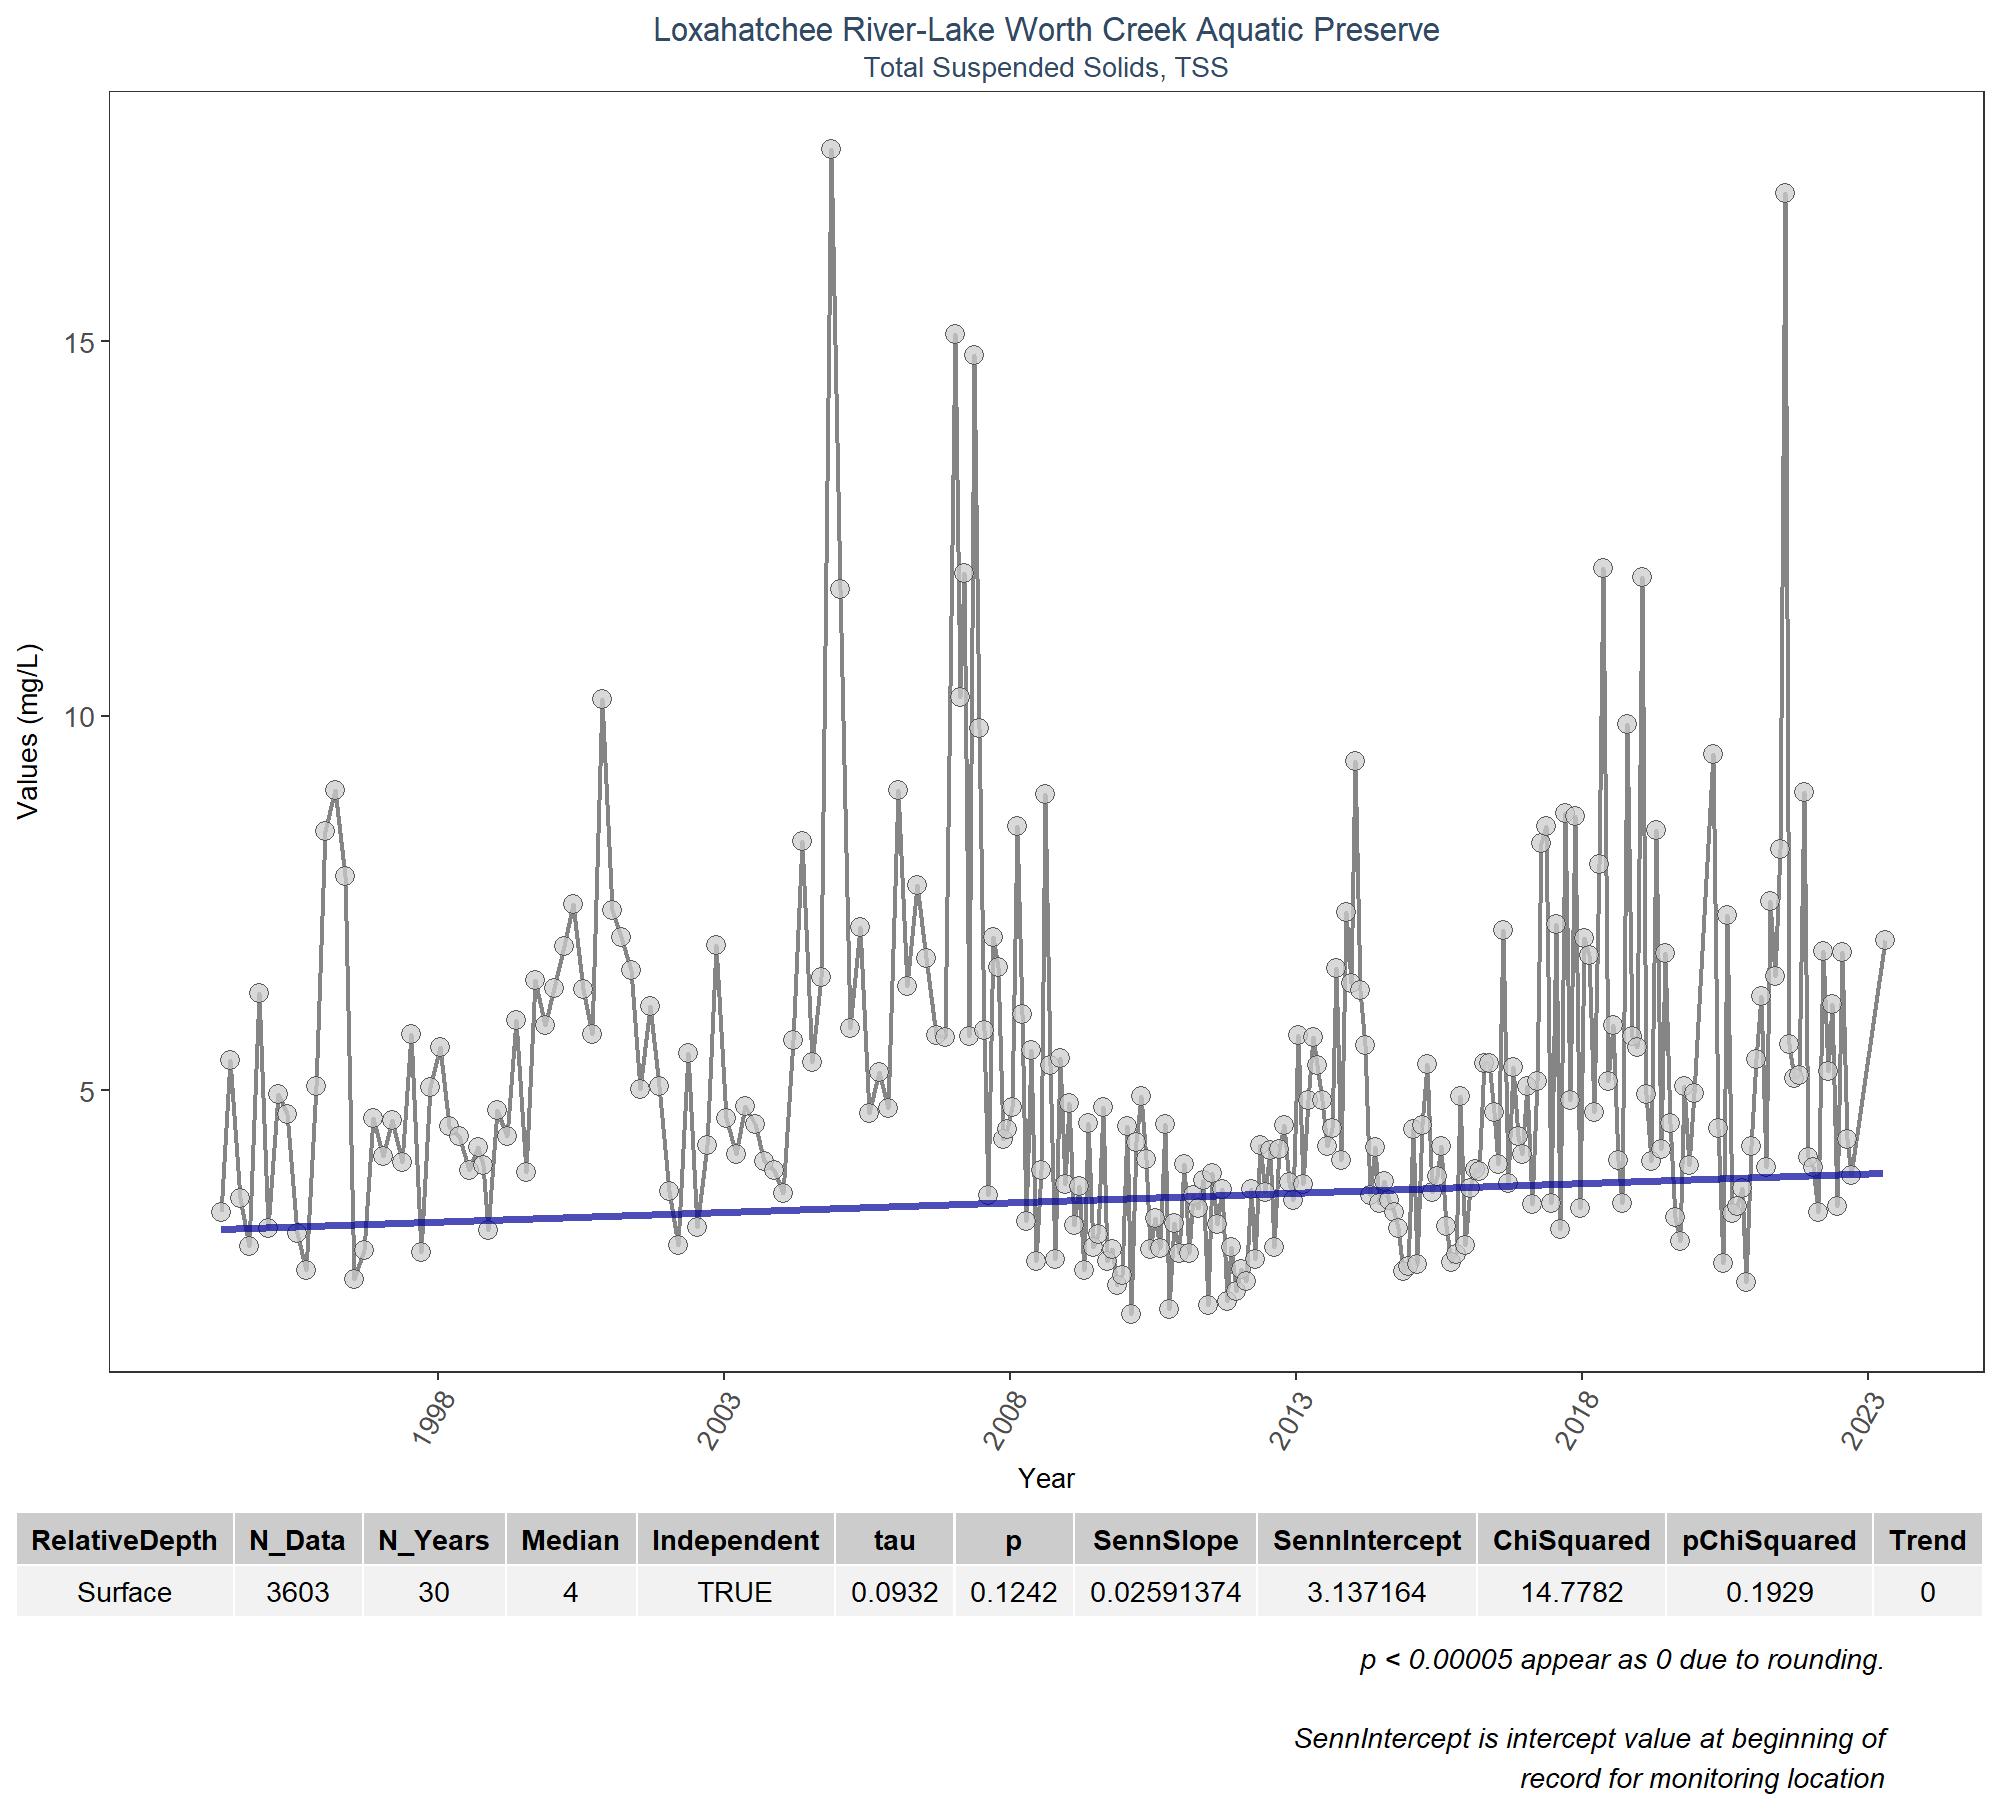 Loxahatchee River-Lake Worth Creek Aquatic Preserve
Total Suspended Solids, TSS
Values (mg/L)
15
10
5
1998 2003 2008 2013 2018 2023
Year
RelativeDepth N_Data N_Years Median Independent tau p SennSlope SennIntercept ChiSquared pChiSquared Trend
Surface 3603 30 4 TRUE 0.0932 0.1242 0.02591374 3.137164 14.7782 0.1929 0
p < 0.00005 appear as 0 due to rounding.
SennIntercept is intercept value at beginning of
record for monitoring location